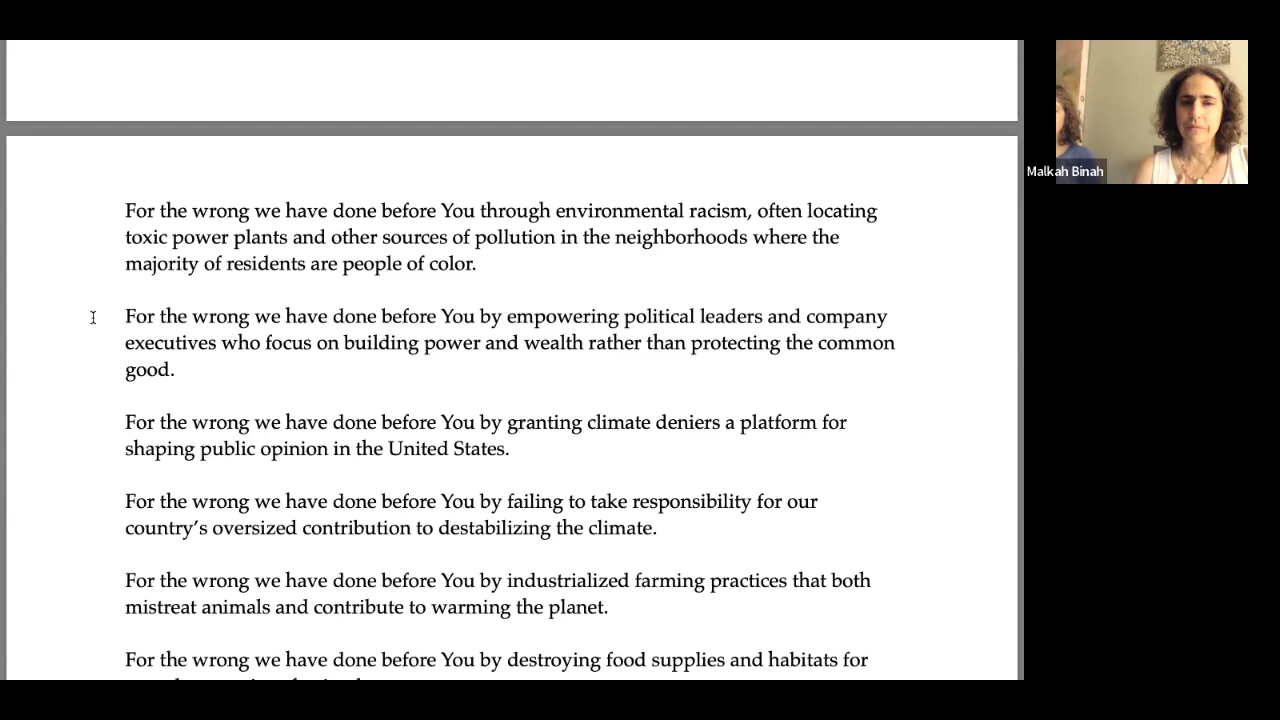 For the wrong we have done before You through environmental racism, often locating
toxic power plants and other sources of pollution in the neighborhoods where the
majority of residents are people of color.
For the wrong we have done before You by empowering political leaders and company
executives who focus on building power and wealth rather than protecting the common
good.
For the wrong we have done before You by granting climate deniers a platform for
shaping public opinion in the United States.
For the wrong we have done before You by failing to take responsibility for our
country’s oversized contribution to destabilizing the climate.
For the wrong we have done before You by industrialized farming practices that both
mistreat animals and contribute to warming the planet.
For the wrong we have done before You by destroying food supplies and habitats for
Malkah Binah